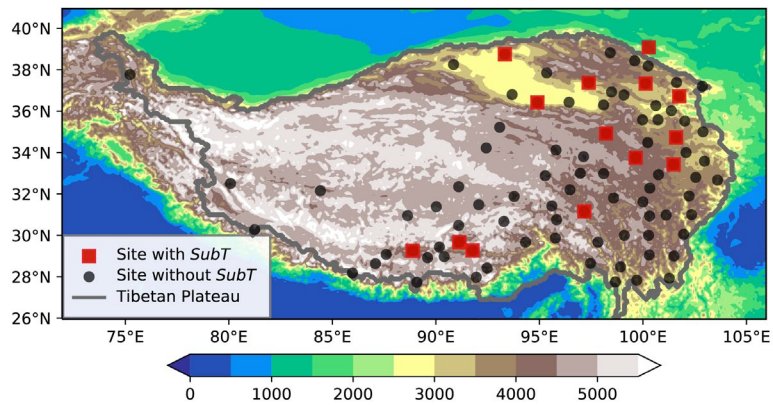 40°N
38°N
36°N
34°N
32°N
30°N
28°N
26°N
Site with SubT
Site without SubT
Tibetan Plateau
75°E 80°E 85°E 90°E 95°E 100°E 105°E
0 1000 2000 3000 4000 5000